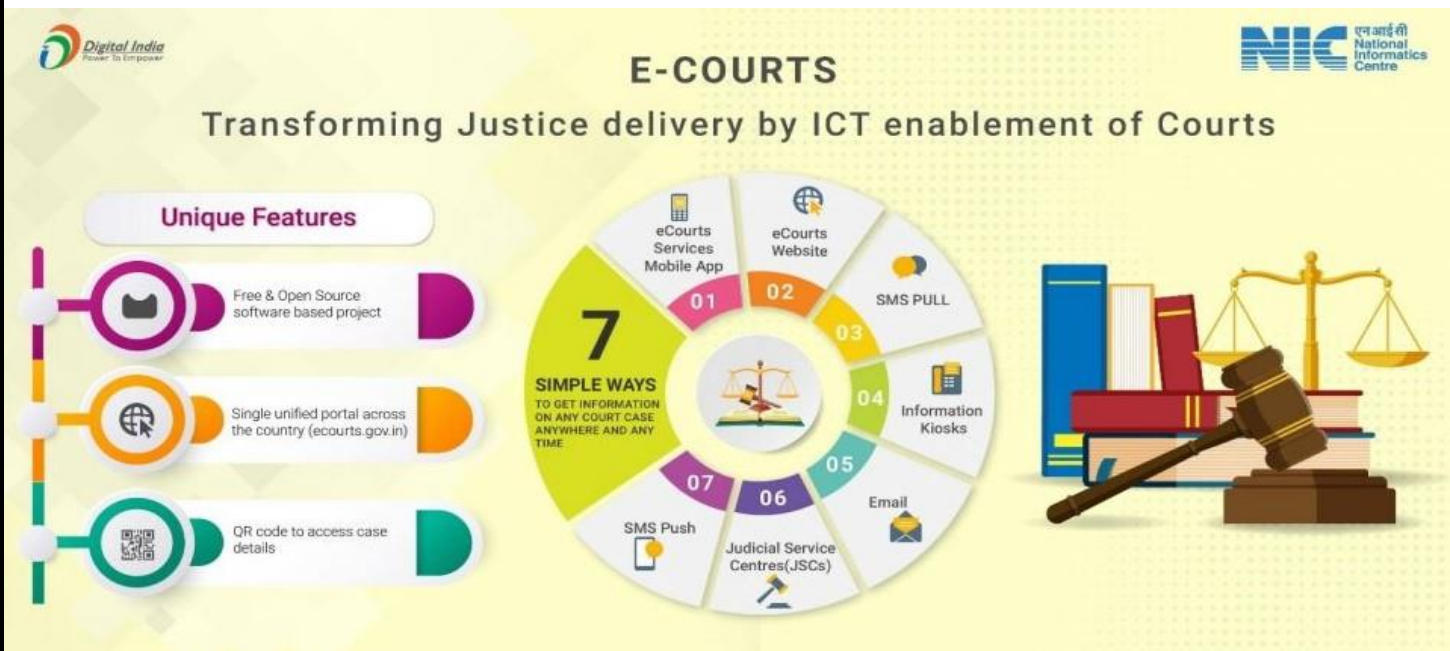 Digital India
Power To Empower
एन आई सी
NIC National
Informatics
Centre
E-COURTS
Transforming Justice delivery by ICT enablement of Courts
Unique Features
Free & Open Source
software based project
Single unified portal across
the country (ecourts.gov.in)
QR code to access case
details
7
SIMPLE WAYS
TO GET INFORMATION
ON ANY COURT CASE
ANYWHERE AND ANY
TIME
eCourts
Services
Mobile App
01
eCourts
Website
02
SMS PULL
03
Information
Kiosks
04
Email
05
Judicial Service
Centres(JSCs)
06
SMS Push
07